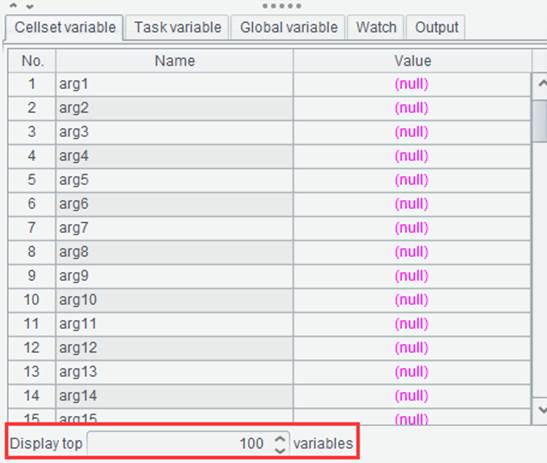 Cellset variable Task variable Global variable Watch Output
No. Name Value
1 arg1 (null)
2 arg2 (null)
3 arg3 (null)
4 arg4 (null)
5 arg5 (null)
6 arg6 (null)
7 arg7 (null)
8 arg8 (null)
9 arg9 (null)
10 arg10 (null)
11 arg11 (null)
12 arg12 (null)
13 arg13 (null)
14 arg14 (null)
15 arg15 (null)
Display top 100 variables